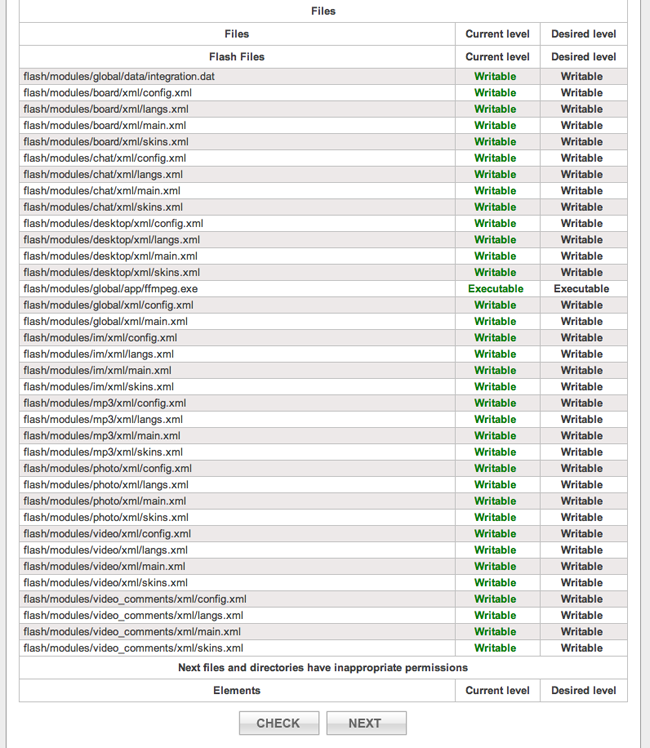 Files
Files Current level Desired level
Flash Files Current level Desired level
flash/modules/global/data/integration.dat Writable Writable
flash/modules/board/xml/config.xml Writable Writable
flash/modules/board/xml/langs.xml Writable Writable
flash/modules/board/xml/main.xml Writable Writable
flash/modules/board/xml/skins.xml Writable Writable
flash/modules/chat/xml/config.xml Writable Writable
flash/modules/chat/xml/langs.xml Writable Writable
flash/modules/chat/xml/main.xml Writable Writable
flash/modules/chat/xml/skins.xml Writable Writable
flash/modules/desktop/xml/config.xml Writable Writable
flash/modules/desktop/xml/langs.xml Writable Writable
flash/modules/desktop/xml/main.xml Writable Writable
flash/modules/desktop/xml/skins.xml Writable Writable
flash/modules/global/app/ffmpeg.exe Executable Executable
flash/modules/global/xml/config.xml Writable Writable
flash/modules/global/xml/main.xml Writable Writable
flash/modules/im/xml/config.xml Writable Writable
flash/modules/im/xml/langs.xml Writable Writable
flash/modules/im/xml/main.xml Writable Writable
flash/modules/im/xml/skins.xml Writable Writable
flash/modules/mp3/xml/config.xml Writable Writable
flash/modules/mp3/xml/langs.xml Writable Writable
flash/modules/mp3/xml/main.xml Writable Writable
flash/modules/mp3/xml/skins.xml Writable Writable
flash/modules/photo/xml/config.xml Writable Writable
flash/modules/photo/xml/langs.xml Writable Writable
flash/modules/photo/xml/main.xml Writable Writable
flash/modules/photo/xml/skins.xml Writable Writable
flash/modules/video/xml/config.xml Writable Writable
flash/modules/video/xml/langs.xml Writable Writable
flash/modules/video/xml/main.xml Writable Writable
flash/modules/video/xml/skins.xml Writable Writable
flash/modules/video_comments/xml/config.xml Writable Writable
flash/modules/video_comments/xml/langs.xml Writable Writable
flash/modules/video_comments/xml/main.xml Writable Writable
flash/modules/video_comments/xml/skins.xml Writable Writable
Next files and directories have inappropriate permissions
Elements Current level Desired level
CHECK NEXT